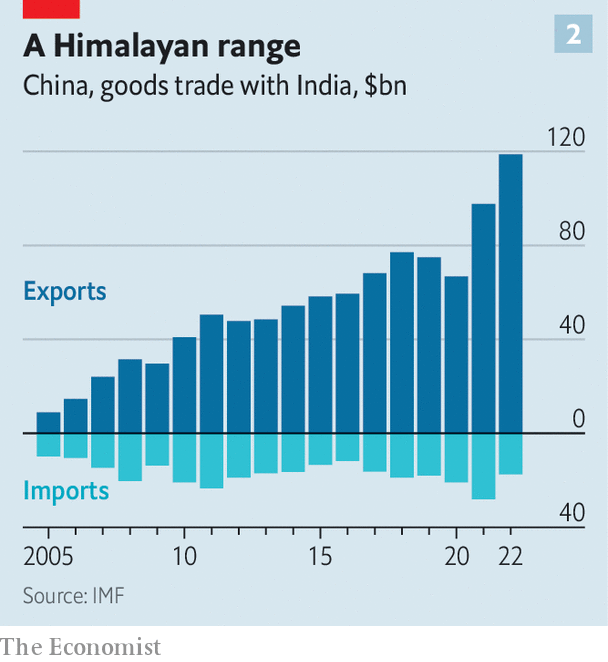 2
A Himalayan range
China, goods trade with India, $bn
120
80
Exports
40
0
Imports
40
2005 10 15 20 22
Source: IMF
The Economist